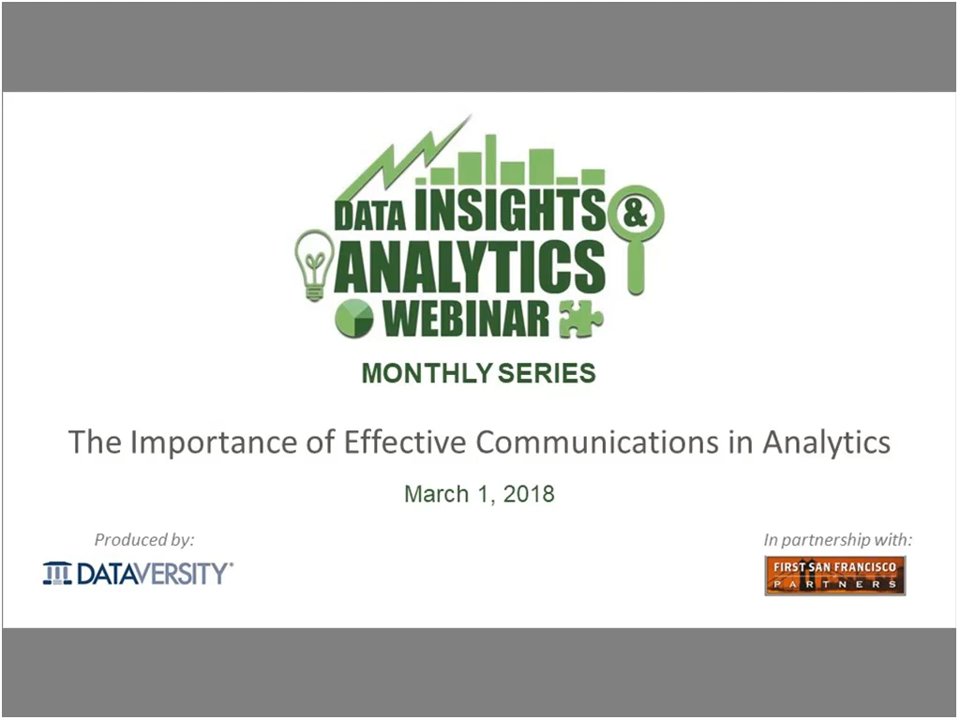 DATA INSIGHTS &
ANALYTICS
WEBINAR
MONTHLY SERIES
The Importance of Effective Communications in Analytics
March 1, 2018
Produced by:
DATAVERSITY®
In partnership with:
FIRST SAN FRANCISCO
PARTNERS